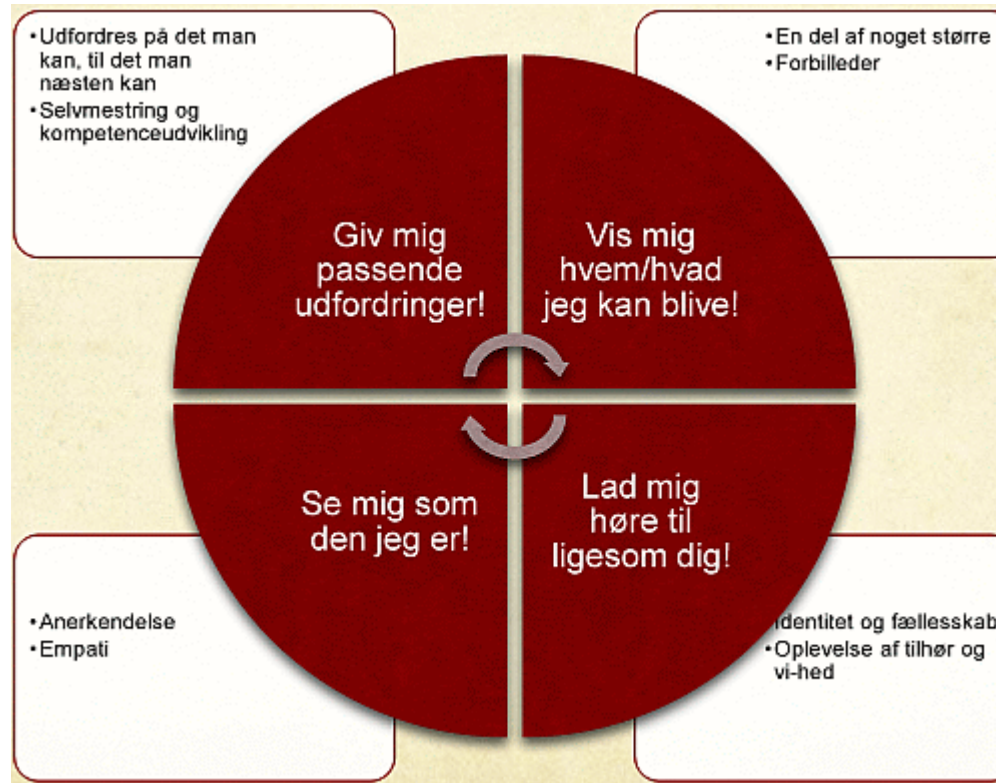 •Udfordres på det man
kan, til det man
næsten kan
•Selvmestring og
kompetenceudvikling
•En del af noget større
•Forbilleder
Giv mig
passende
udfordringer!
Vis mig
hvem/hvad
jeg kan blive!
Se mig som
den jeg er!
Lad mig
høre til
ligesom dig!
•Anerkendelse
•Empati
Identitet og fællesskab
•Oplevelse af tilhør og
vi-hed